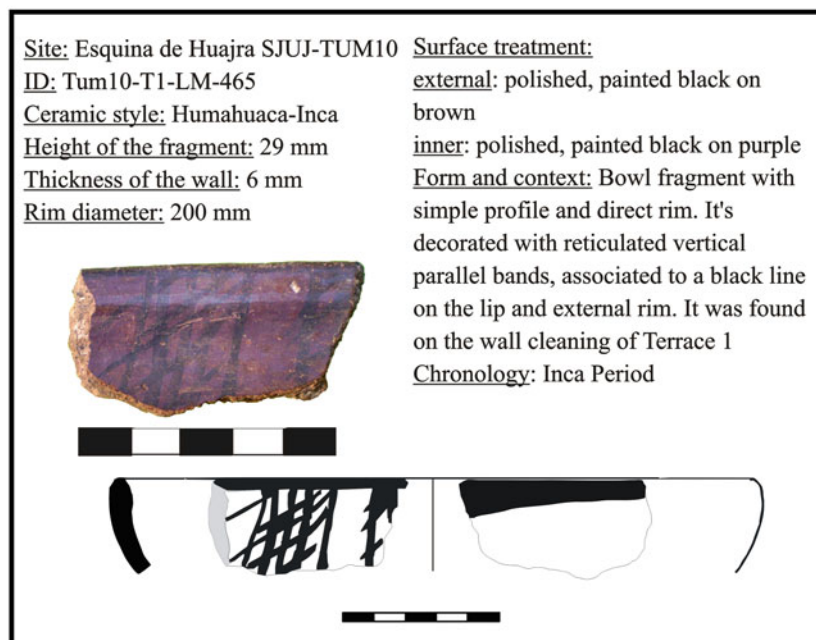 Site: Esquina de Huajra SJUJ-TUM10
ID: Tum10-T1-LM-465
Ceramic style: Humahuaca-Inca
Height of the fragment: 29 mm
Thickness of the wall: 6 mm
Rim diameter: 200 mm
Surface treatment:
external: polished, painted black on
brown
inner: polished, painted black on purple
Form and context: Bowl fragment with
simple profile and direct rim. It's
decorated with reticulated vertical
parallel bands, associated to a black line
on the lip and external rim. It was found
on the wall cleaning of Terrace 1
Chronology: Inca Period